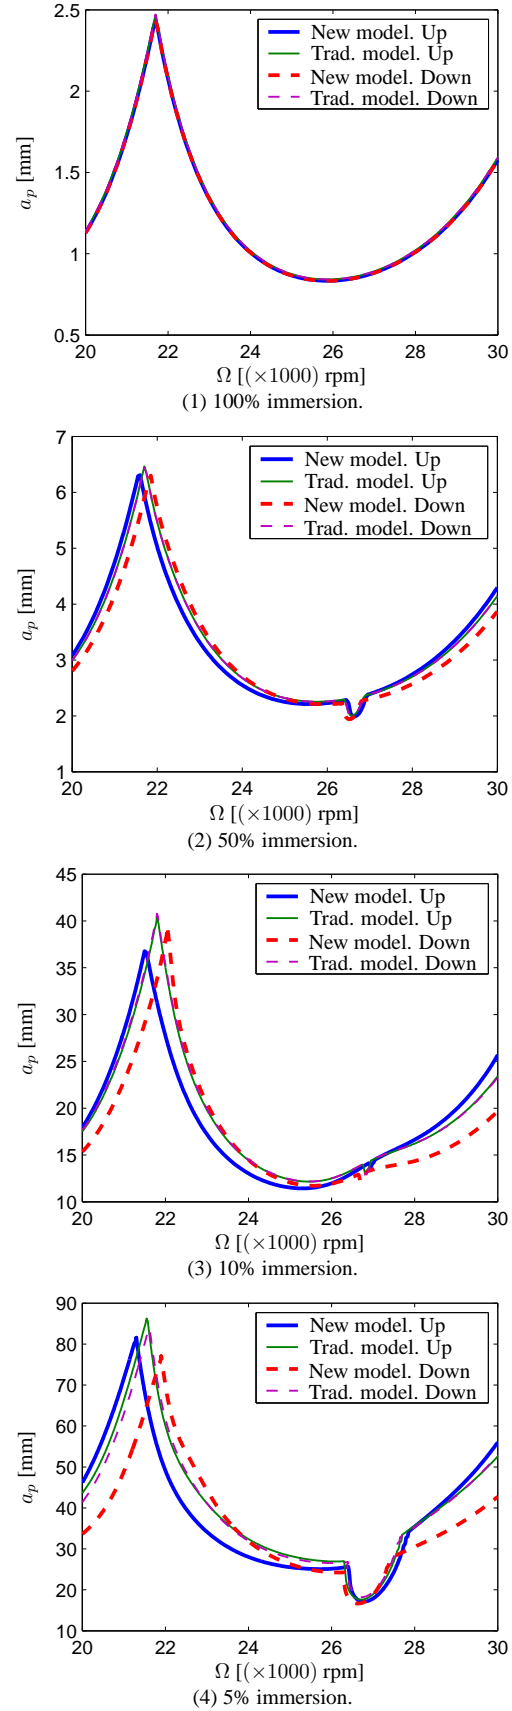 2.5
2
1.5
1
0.5
a_p [mm]
New model. Up
Trad. model. Up
New model. Down
Trad. model. Down
20 22 24 26 28 30
Ω [(×1000) rpm]
(1) 100% immersion.
7
6
5
4
3
2
1
a_p [mm]
New model. Up
Trad. model. Up
New model. Down
Trad. model. Down
20 22 24 26 28 30
Ω [(×1000) rpm]
(2) 50% immersion.
45
40
35
30
25
20
15
10
a_p [mm]
New model. Up
Trad. model. Up
New model. Down
Trad. model. Down
20 22 24 26 28 30
Ω [(×1000) rpm]
(3) 10% immersion.
90
80
70
60
50
40
30
20
10
a_p [mm]
New model. Up
Trad. model. Up
New model. Down
Trad. model. Down
20 22 24 26 28 30
Ω [(×1000) rpm]
(4) 5% immersion.